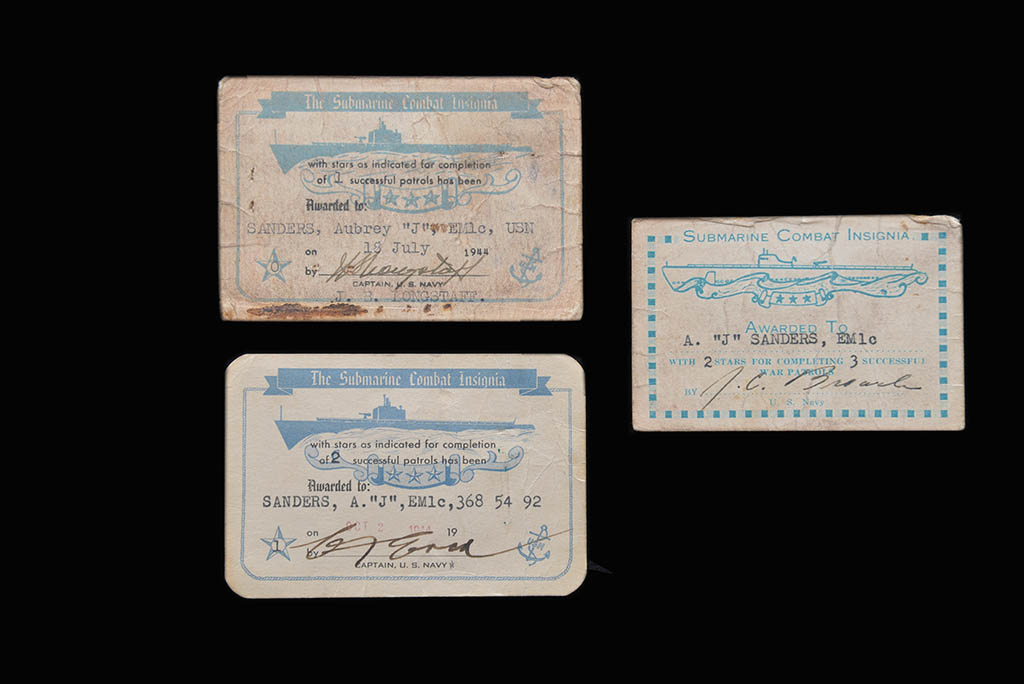 The Submarine Combat Insignia
with stars as indicated for completion
of 1 successful patrols has been
Awarded to:
SANDERS, Aubrey "J", EM1c, USN
on 18 July 1944
0
by
CAPTAIN, U. S. NAVY
J. B. LONGSTAFF.
The Submarine Combat Insignia
with stars as indicated for completion
of 2 successful patrols has been
Awarded to:
SANDERS, A."J",EM1c,368 54 92
on OCT 2 1944 19
1
by
CAPTAIN, U. S. NAVY
SUBMARINE COMBAT INSIGNIA
AWARDED TO
A. "J" SANDERS, EM1c
WITH 2 STARS FOR COMPLETING 3 SUCCESSFUL
WAR PATROLS
BY J. C.
U. S. Navy